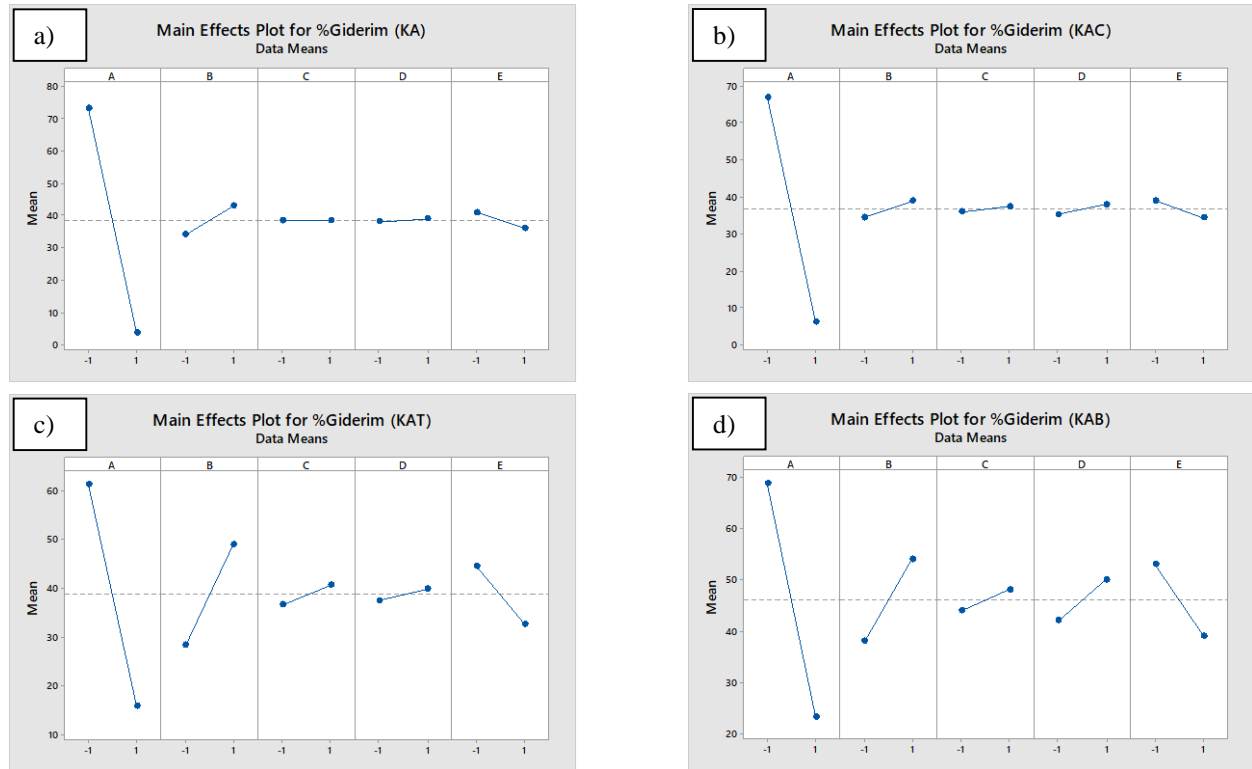 a)
Main Effects Plot for %Giderim (KA)
Data Means
A B C D E
Mean
80
70
60
50
40
30
20
10
0
-1 1 -1 1 -1 1 -1 1 -1 1
b)
Main Effects Plot for %Giderim (KAC)
Data Means
A B C D E
Mean
70
60
50
40
30
20
10
0
-1 1 -1 1 -1 1 -1 1 -1 1
c)
Main Effects Plot for %Giderim (KAT)
Data Means
A B C D E
Mean
60
50
40
30
20
10
-1 1 -1 1 -1 1 -1 1 -1 1
d)
Main Effects Plot for %Giderim (KAB)
Data Means
A B C D E
Mean
70
60
50
40
30
20
-1 1 -1 1 -1 1 -1 1 -1 1